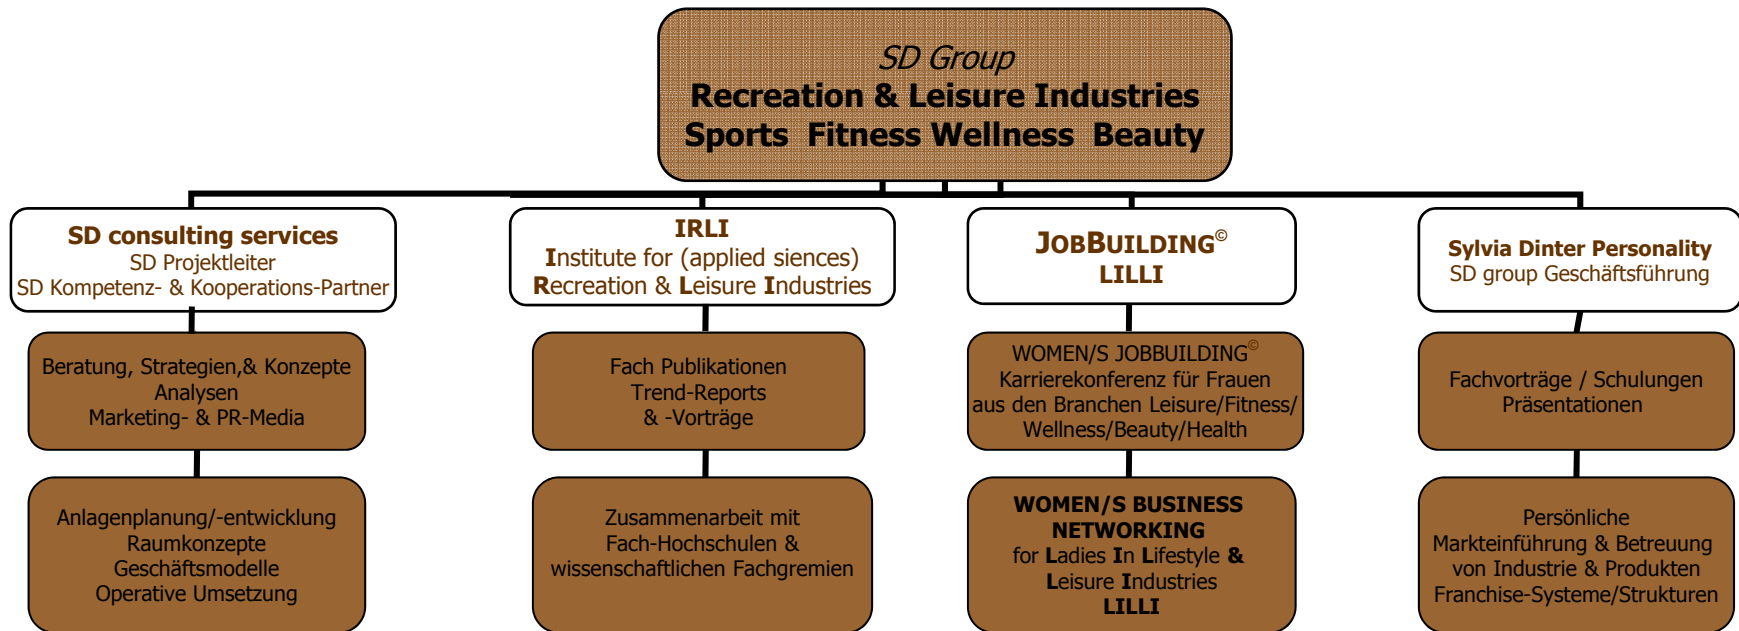 SD Group
Recreation & Leisure Industries
Sports Fitness Wellness Beauty
SD consulting services
SD Projektleiter
SD Kompetenz- & Kooperations-Partner
IRLI
Institute for (applied siences)
Recreation & Leisure Industries
JOBBUILDING©
LILLI
Sylvia Dinter Personality
SD group Geschäftsführung
Beratung, Strategien,& Konzepte
Analysen
Marketing- & PR-Media
Fach Publikationen
Trend-Reports
& -Vorträge
WOMEN/S JOBBUILDING©
Karrierekonferenz für Frauen
aus den Branchen Leisure/Fitness/
Wellness/Beauty/Health
Fachvorträge / Schulungen
Präsentationen
Anlagenplanung/-entwicklung
Raumkonzepte
Geschäftsmodelle
Operative Umsetzung
Zusammenarbeit mit
Fach-Hochschulen &
wissenschaftlichen Fachgremien
WOMEN/S BUSINESS
NETWORKING
for Ladies In Lifestyle &
Leisure Industries
LILLI
Persönliche
Markteinführung & Betreuung
von Industrie & Produkten
Franchise-Systeme/Strukturen